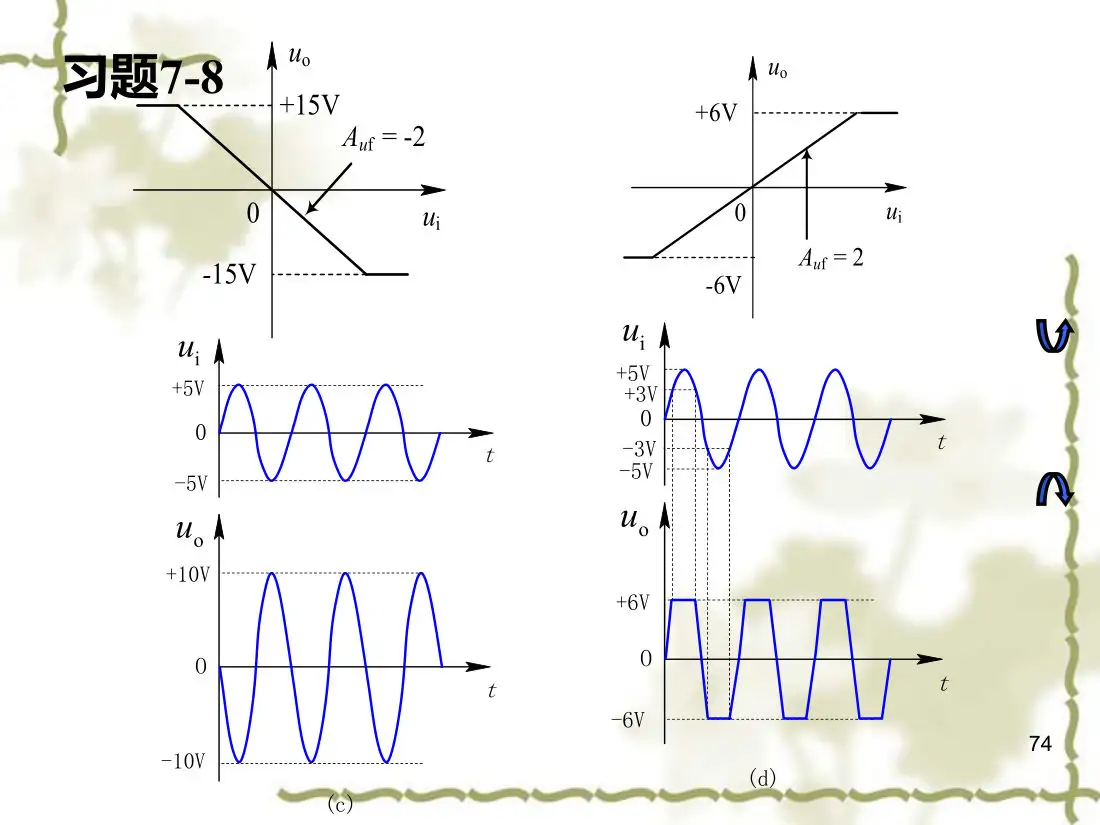 习题7-8
uo
+15V
Auf = -2
0
ui
-15V
uo
+6V
0
ui
Auf = 2
-6V
ui
+5V
0
t
-5V
uo
+10V
0
t
-10V
(c)
ui
+5V
+3V
0
t
-3V
-5V
uo
+6V
0
t
-6V
(d)
74